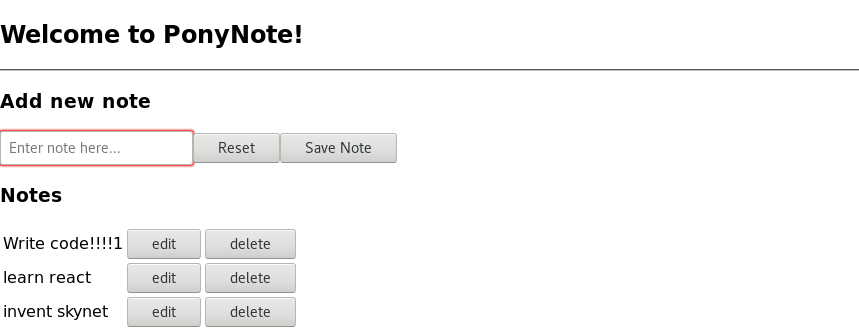 Welcome to PonyNote!
Add new note
Enter note here... Reset Save Note
Notes
Write code!!!!1 edit delete
learn react edit delete
invent skynet edit delete